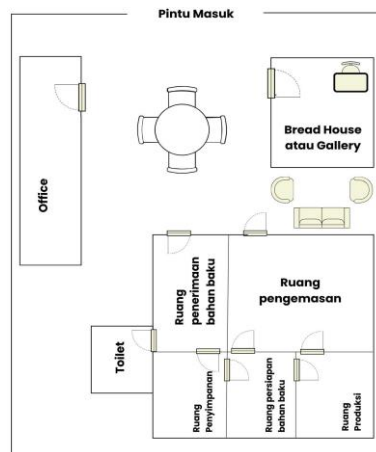 Pintu Masuk
Office
Bread House
atau Gallery
Ruang
penerimaan
bahan baku
Ruang
pengemasan
Toilet
Ruang
Penyimpanan
Ruang persiapan
bahan baku
Ruang
Produksi